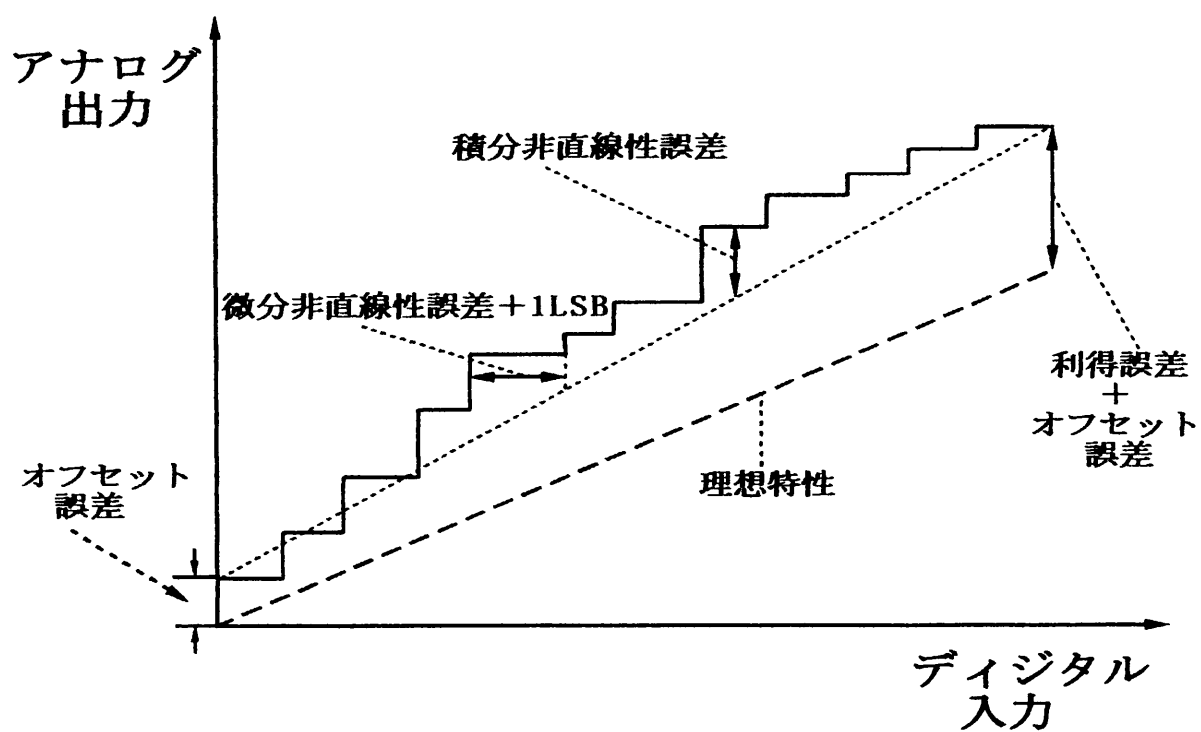 アナログ
出力
積分非直線性誤差
微分非直線性誤差＋1LSB
利得誤差
＋
オフセット
誤差
理想特性
オフセット
誤差
ディジタル
入力